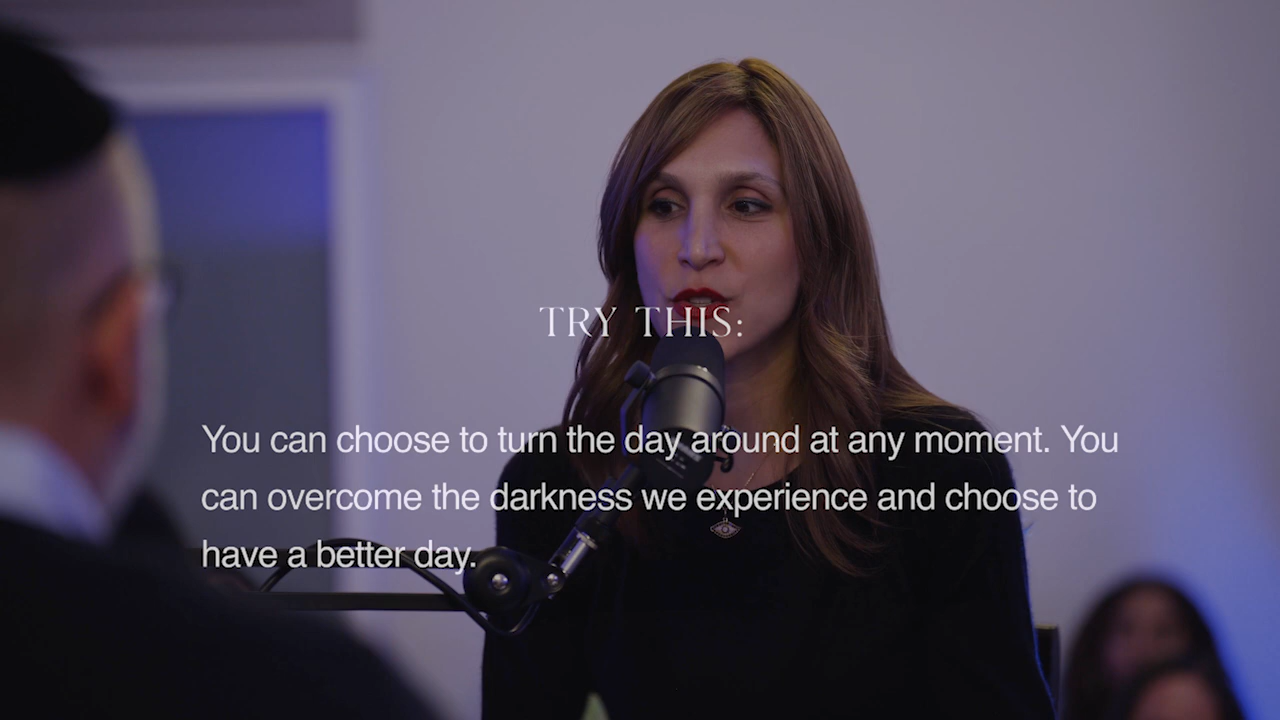 TRY THIS:
You can choose to turn the day around at any moment. You
can overcome the darkness we experience and choose to
have a better day.